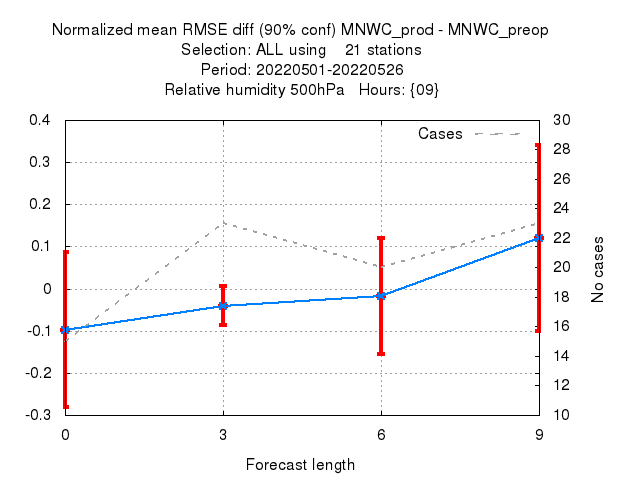 Normalized mean RMSE diff (90% conf) MNWC_prod - MNWC_preop
Selection: ALL using 21 stations
Period: 20220501-20220526
Relative humidity 500hPa Hours: {09}
Cases
0.4
0.3
0.2
0.1
0
-0.1
-0.2
-0.3
30
28
26
24
22
20
18
16
14
12
10
No cases
0 3 6 9
Forecast length